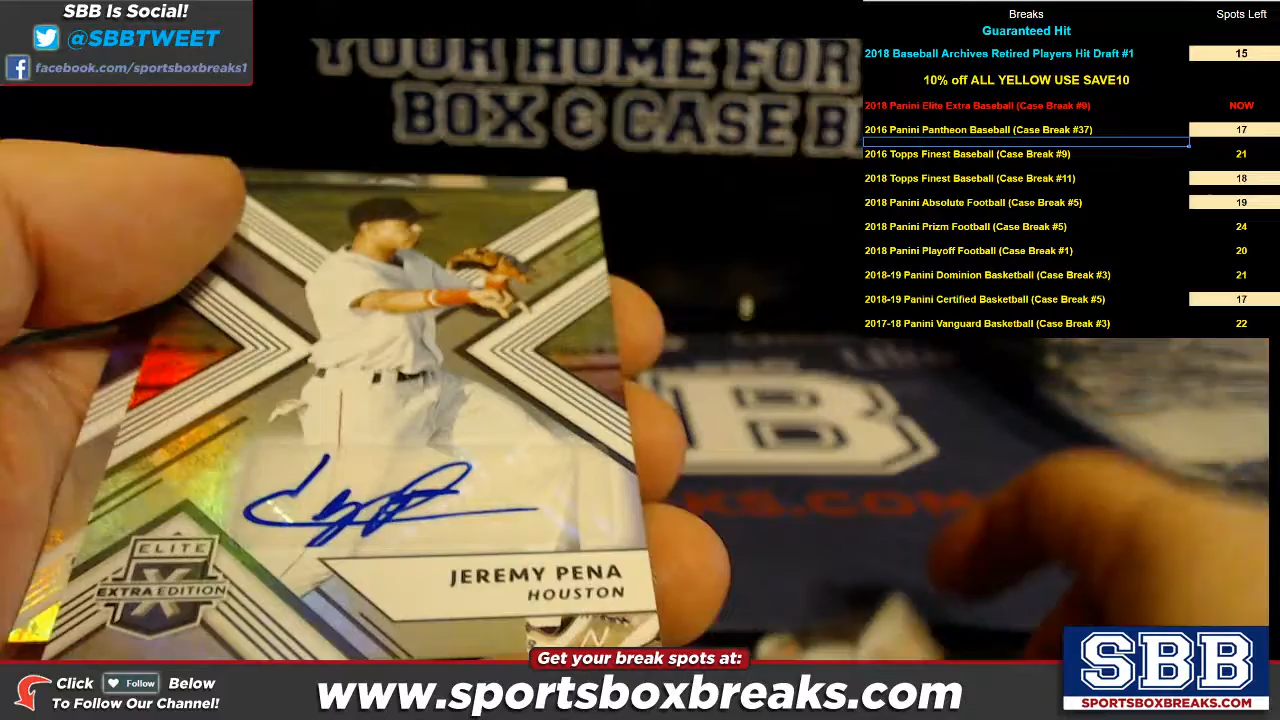 SBB Is Social!
@SBBTWEET
facebook.com/sportsboxbreaks1
YOUR HOME FOR
BOX & CASE B
Breaks Spots Left
Guaranteed Hit
2018 Baseball Archives Retired Players Hit Draft #1 15
10% off ALL YELLOW USE SAVE10
2018 Panini Elite Extra Baseball (Case Break #9) NOW
2016 Panini Pantheon Baseball (Case Break #37) 17
2016 Topps Finest Baseball (Case Break #9) 21
2018 Topps Finest Baseball (Case Break #11) 18
2018 Panini Absolute Football (Case Break #5) 19
2018 Panini Prizm Football (Case Break #5) 24
2018 Panini Playoff Football (Case Break #1) 20
2018-19 Panini Dominion Basketball (Case Break #3) 21
2018-19 Panini Certified Basketball (Case Break #5) 17
2017-18 Panini Vanguard Basketball (Case Break #3) 22
B
KS.COM
ELITE
X
EXTRA EDITION
JEREMY PENA
HOUSTON
Get your break spots at:
Click Follow Below
To Follow Our Channel!
www.sportsboxbreaks.com
SBB
SPORTSBOXBREAKS.COM